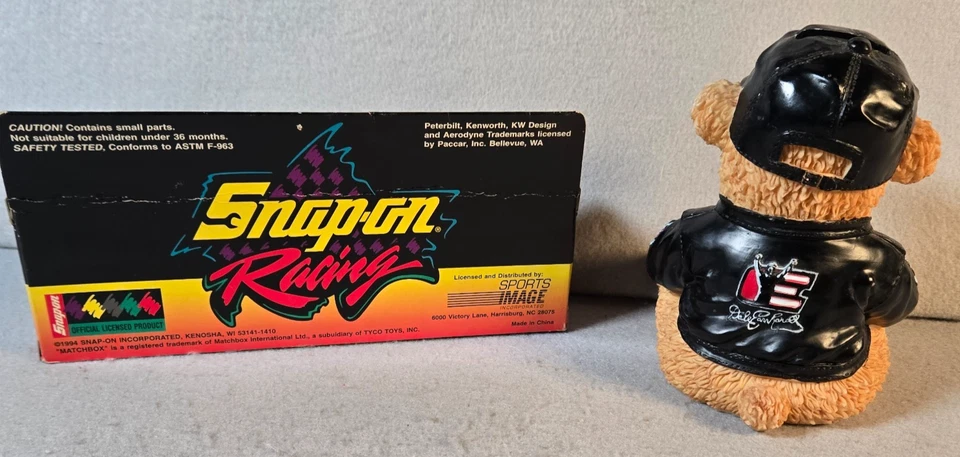 CAUTION! Contains small parts.
Not suitable for children under 36 months.
SAFETY TESTED, Conforms to ASTM F-963
Peterbilt, Kenworth, KW Design
and Aerodyne Trademarks licensed
by Paccar, Inc. Bellevue, WA
Snap-on®
Racing
Licensed and Distributed by:
SPORTS
IMAGE
INCORPORATED
6000 Victory Lane, Harrisburg, NC 28075
Made in China
Snap-on
OFFICIAL LICENSED PRODUCT
©1994 SNAP-ON INCORPORATED, KENOSHA, WI 53141-1410
"MATCHBOX" is a registered trademark of Matchbox International Ltd., a subsidiary of TYCO TOYS, INC.
E
Dale Earnhardt